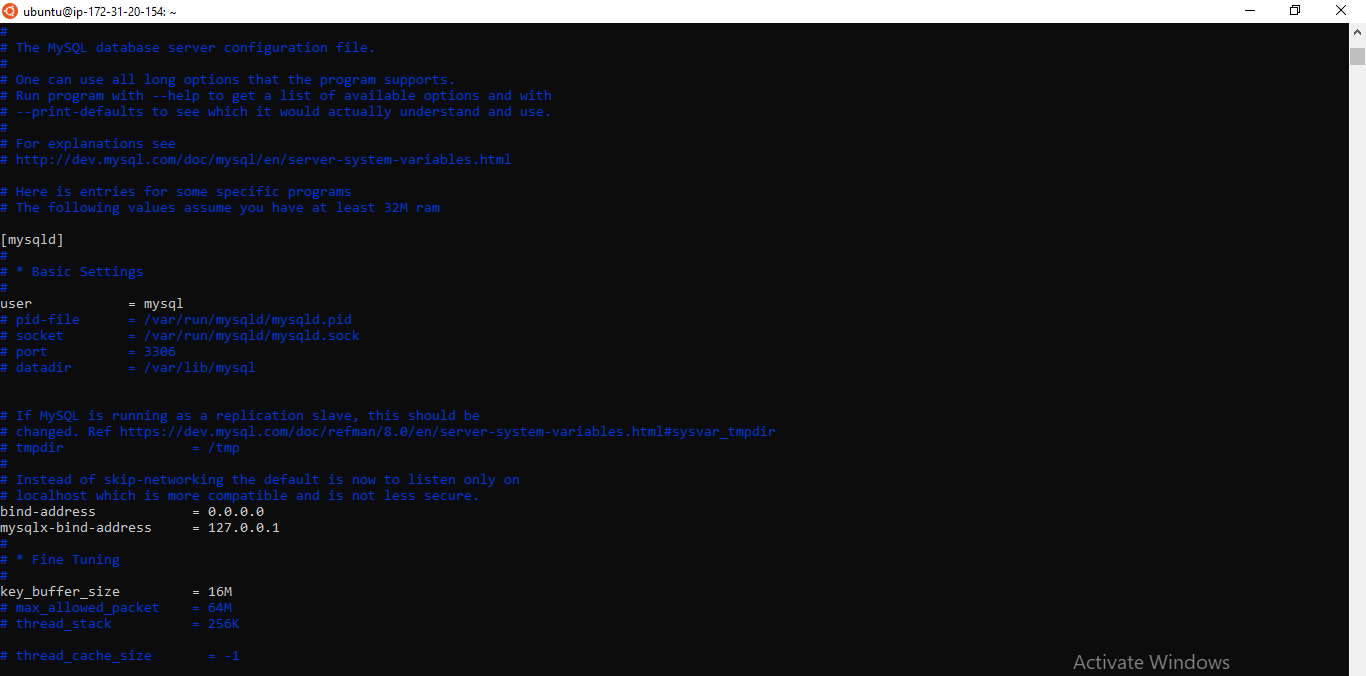 ubuntu@ip-172-31-20-154: ~
#
# The MySQL database server configuration file.
#
# One can use all long options that the program supports.
# Run program with --help to get a list of available options and with
# --print-defaults to see which it would actually understand and use.
#
# For explanations see
# http://dev.mysql.com/doc/mysql/en/server-system-variables.html

# Here is entries for some specific programs
# The following values assume you have at least 32M ram

[mysqld]
#
# * Basic Settings
#
user            = mysql
# pid-file      = /var/run/mysqld/mysqld.pid
# socket        = /var/run/mysqld/mysqld.sock
# port          = 3306
# datadir       = /var/lib/mysql


# If MySQL is running as a replication slave, this should be
# changed. Ref https://dev.mysql.com/doc/refman/8.0/en/server-system-variables.html#sysvar_tmpdir
# tmpdir                = /tmp
#
# Instead of skip-networking the default is now to listen only on
# localhost which is more compatible and is not less secure.
bind-address            = 0.0.0.0
mysqlx-bind-address     = 127.0.0.1
#
# * Fine Tuning
#
key_buffer_size         = 16M
# max_allowed_packet    = 64M
# thread_stack          = 256K

# thread_cache_size       = -1
Activate Windows